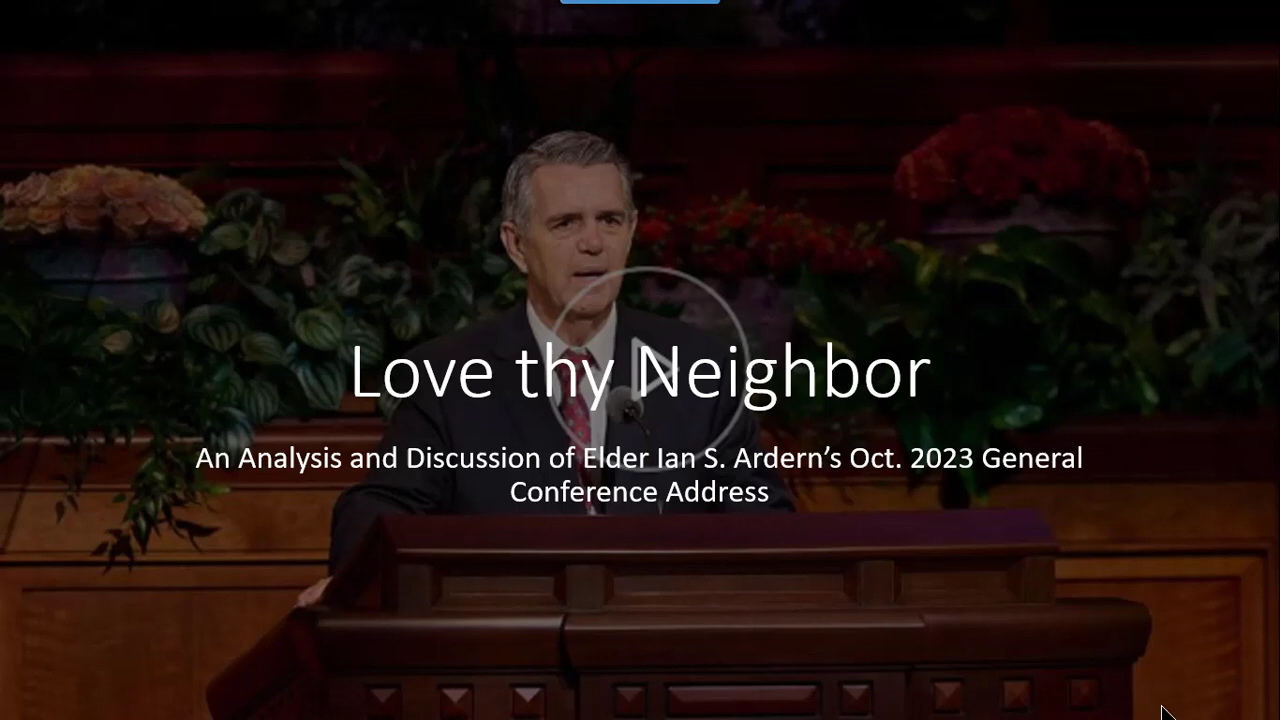 Love thy Neighbor
An Analysis and Discussion of Elder Ian S. Ardern’s Oct. 2023 General
Conference Address